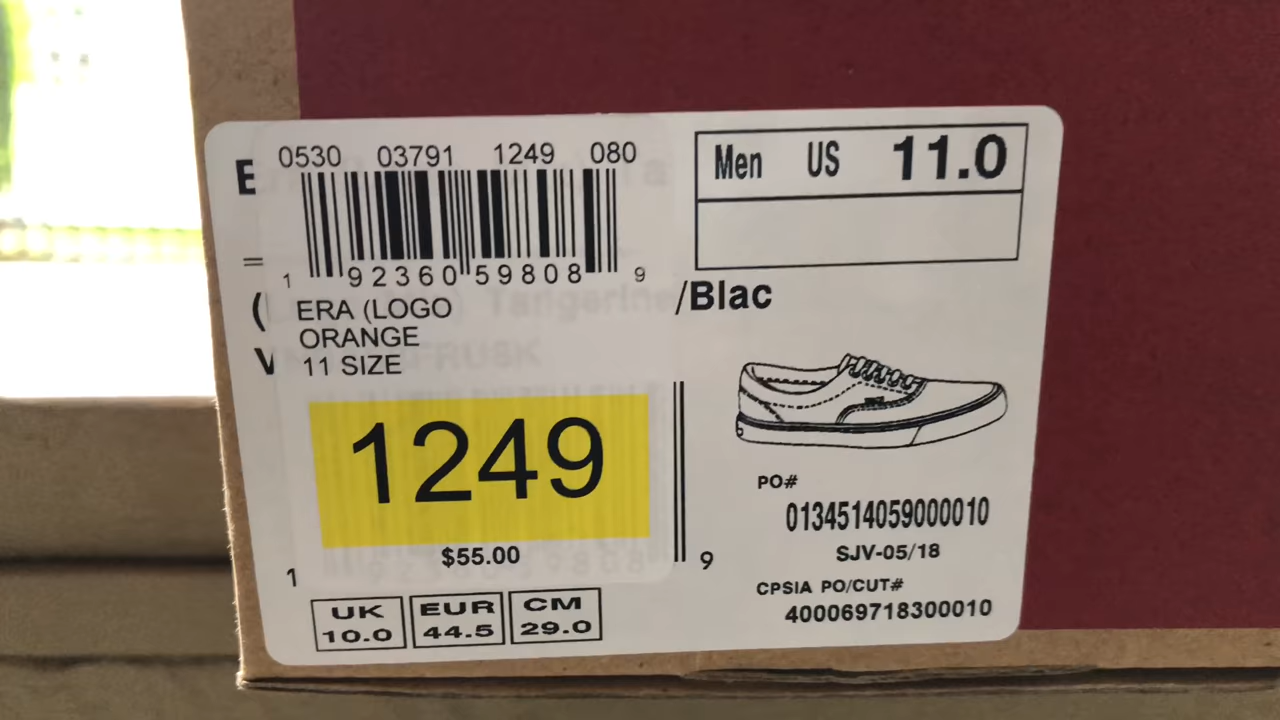 E
0530 03791 1249 080
1 92360 59808 9
=
(
V
ERA (LOGO
ORANGE
11 SIZE
1249
$55.00
1
9
UK
10.0
EUR
44.5
CM
29.0
Men US 11.0
Tangerine
/Blac
PO#
0134514059000010
SJV-05/18
CPSIA PO/CUT#
400069718300010